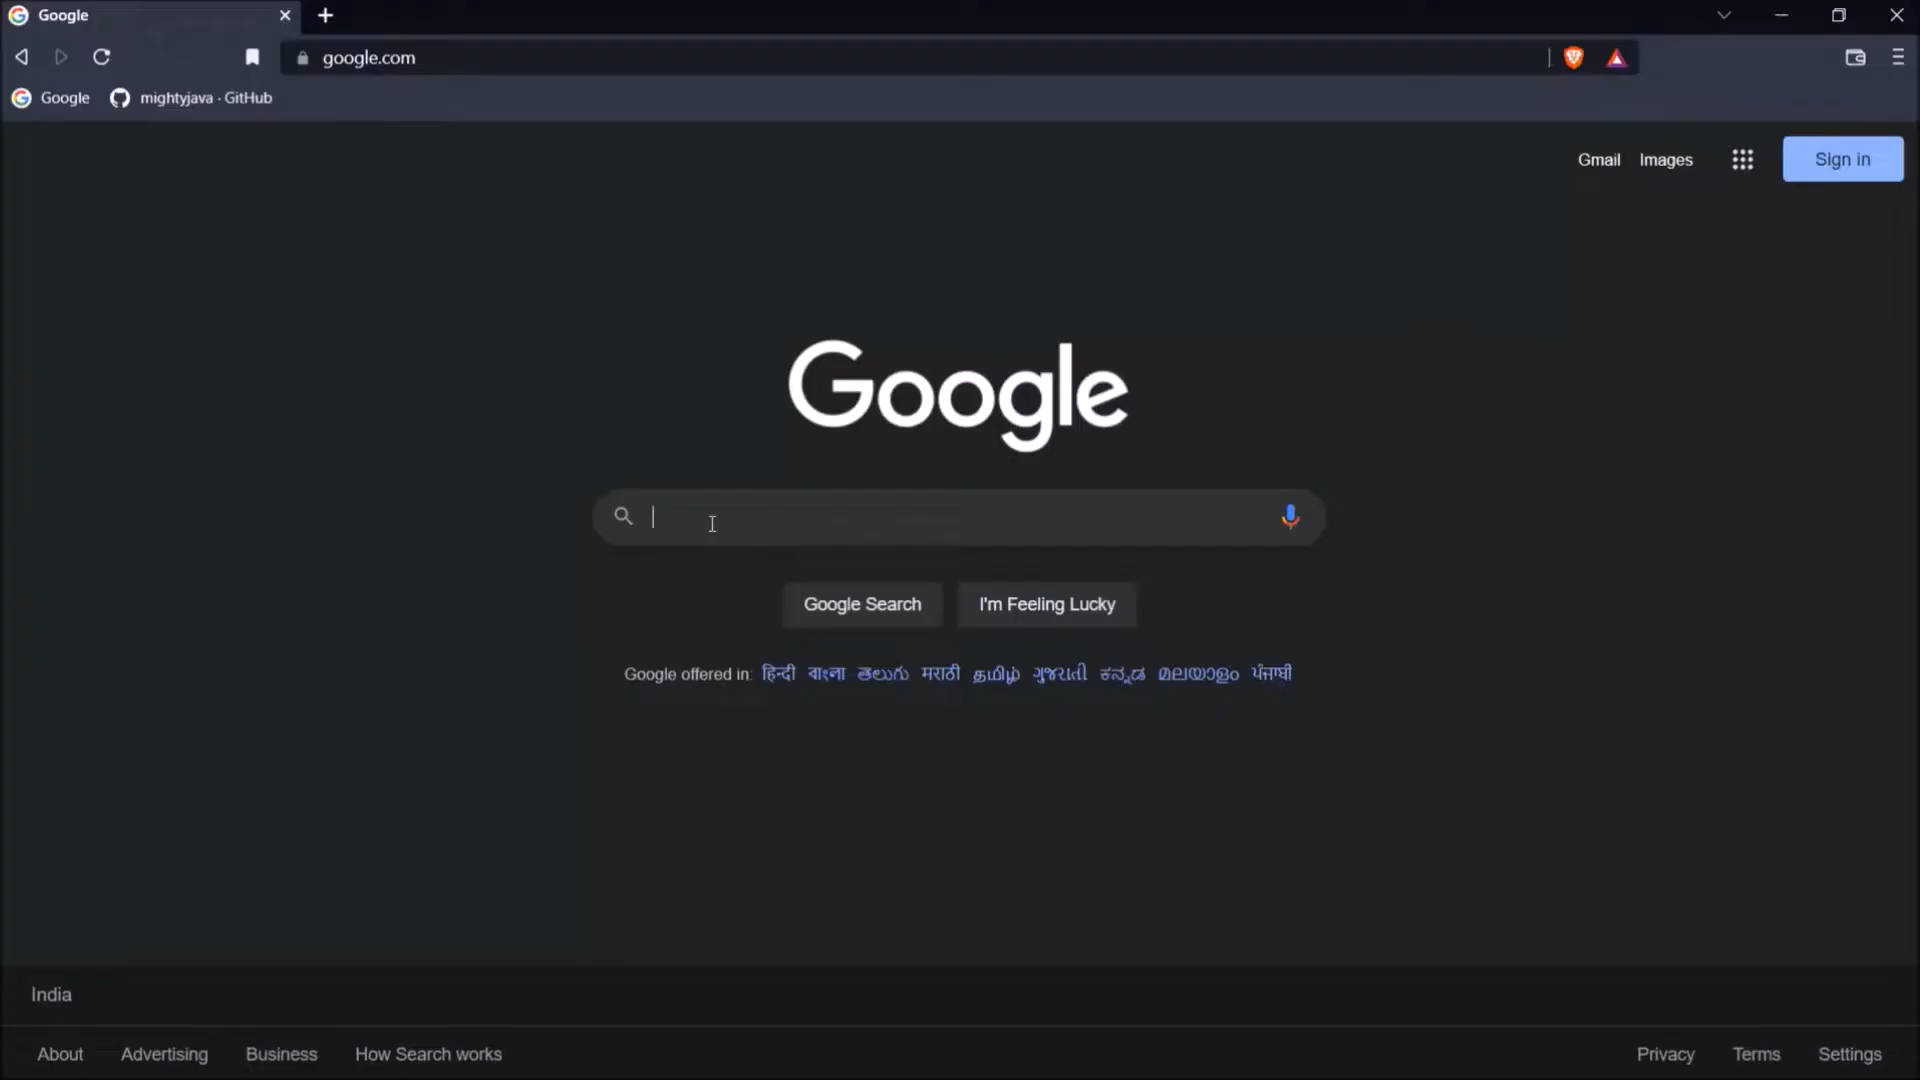 Google
google.com
Google mightyjava · GitHub
Gmail Images Sign in
Google
Google Search I'm Feeling Lucky
Google offered in: हिन्दी বাংলা తెలుగు मराठी தமிழ் ગુજરાતી ಕನ್ನಡ മലയാളം ਪੰਜਾਬੀ
India
About Advertising Business How Search works Privacy Terms Settings